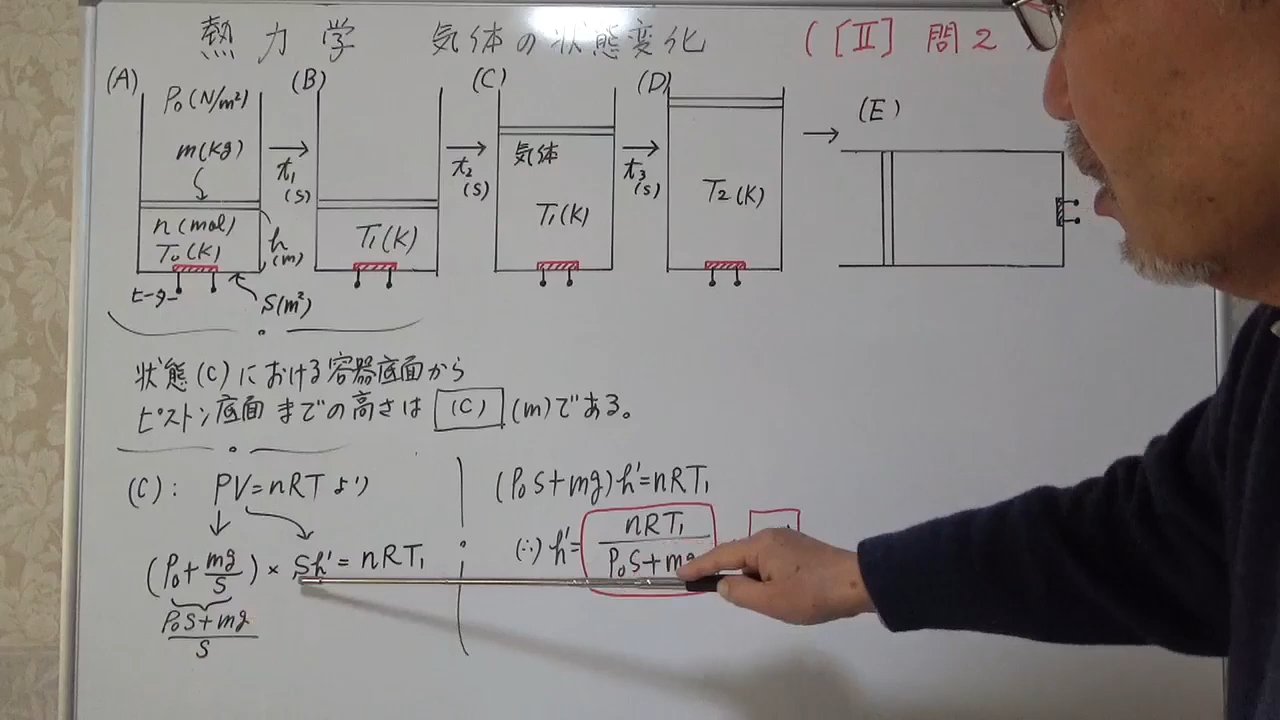 熱力学 気体の状態変化 ([Ⅱ] 問2
(A) (B) (C) (D) (E)
P₀(N/m²)
m(kg)
n(mol)
T₀(K)
h(m)
ヒーター
S(m²)
t₁(s)
T₁(K)
t₂(s)
気体
T₁(K)
t₃(s)
T₂(K)
状態(C)における容器底面から
ピストン底面までの高さは (C) (m)である。
(C): PV=nRTより
(P₀+mg/S)×Sh'=nRT₁
P₀S+mg/S
(P₀S+mg)h'=nRT₁
(∴) h'=nRT₁/P₀S+mg